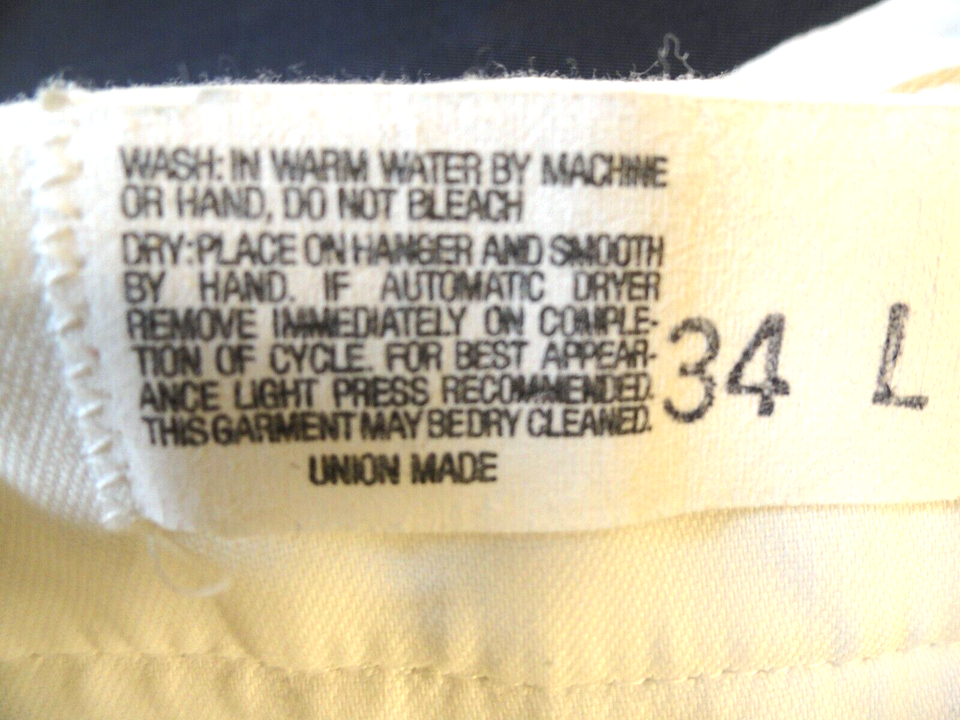 WASH: IN WARM WATER BY MACHINE
OR HAND, DO NOT BLEACH
DRY: PLACE ON HANGER AND SMOOTH
BY HAND. IF AUTOMATIC DRYER
REMOVE IMMEDIATELY ON COMPLE-
TION OF CYCLE. FOR BEST APPEAR-
ANCE LIGHT PRESS RECOMMENDED.
THIS GARMENT MAY BE DRY CLEANED.
UNION MADE
34 L